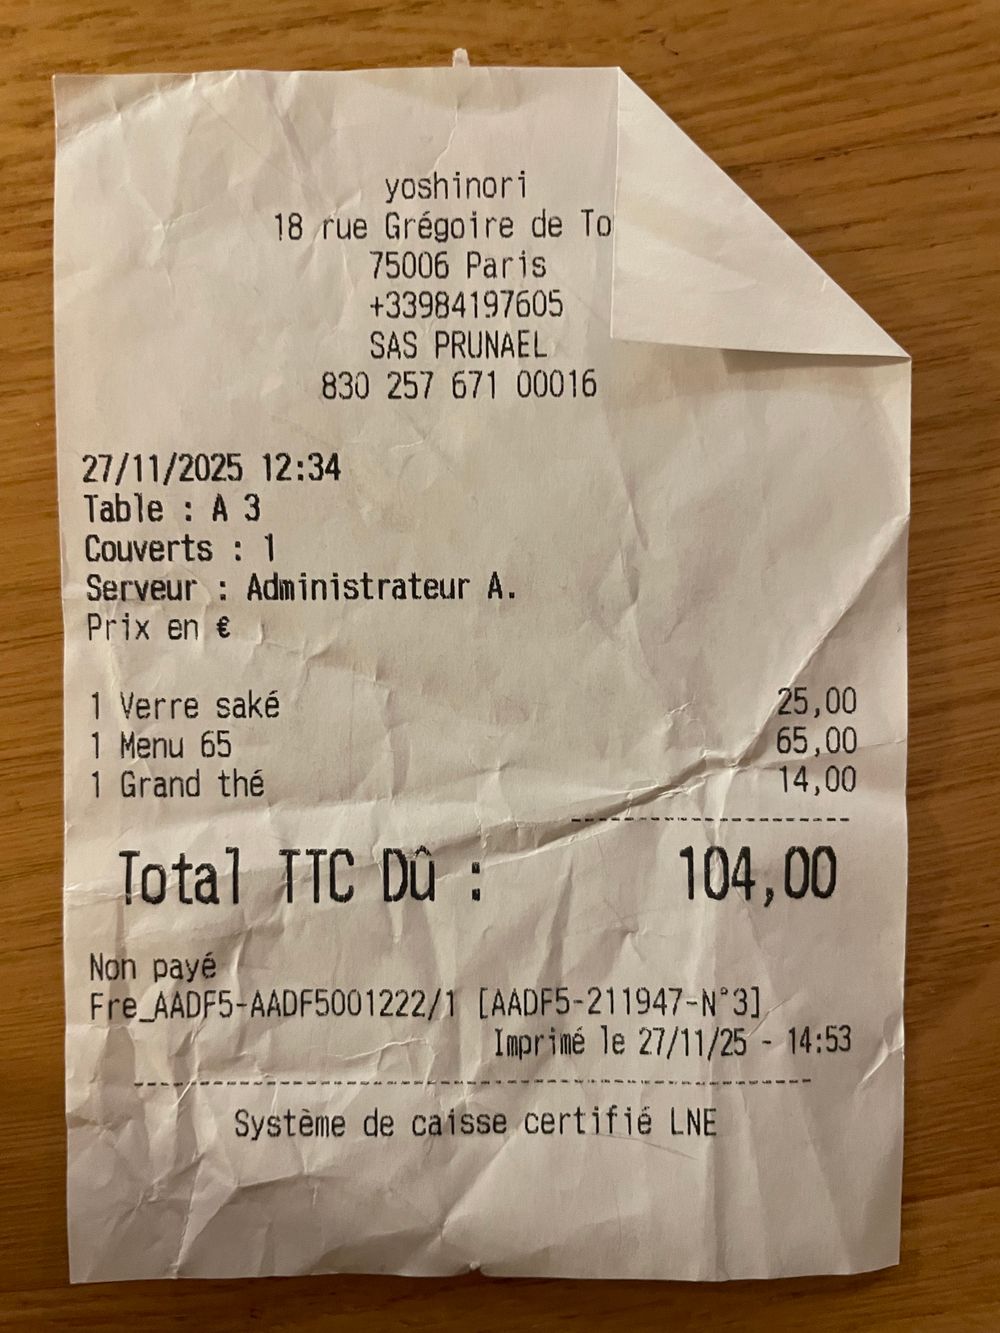 yoshinori
18 rue Grégoire de To
75006 Paris
+33984197605
SAS PRUNAEL
830 257 671 00016
27/11/2025 12:34
Table : A 3
Couverts : 1
Serveur : Administrateur A.
Prix en €
1 Verre saké 25,00
1 Menu 65 65,00
1 Grand thé 14,00
Total TTC Dû : 104,00
Non payé
Fre_AADF5-AADF5001222/1 [AADF5-211947-N°3]
Imprimé le 27/11/25 - 14:53
Système de caisse certifié LNE